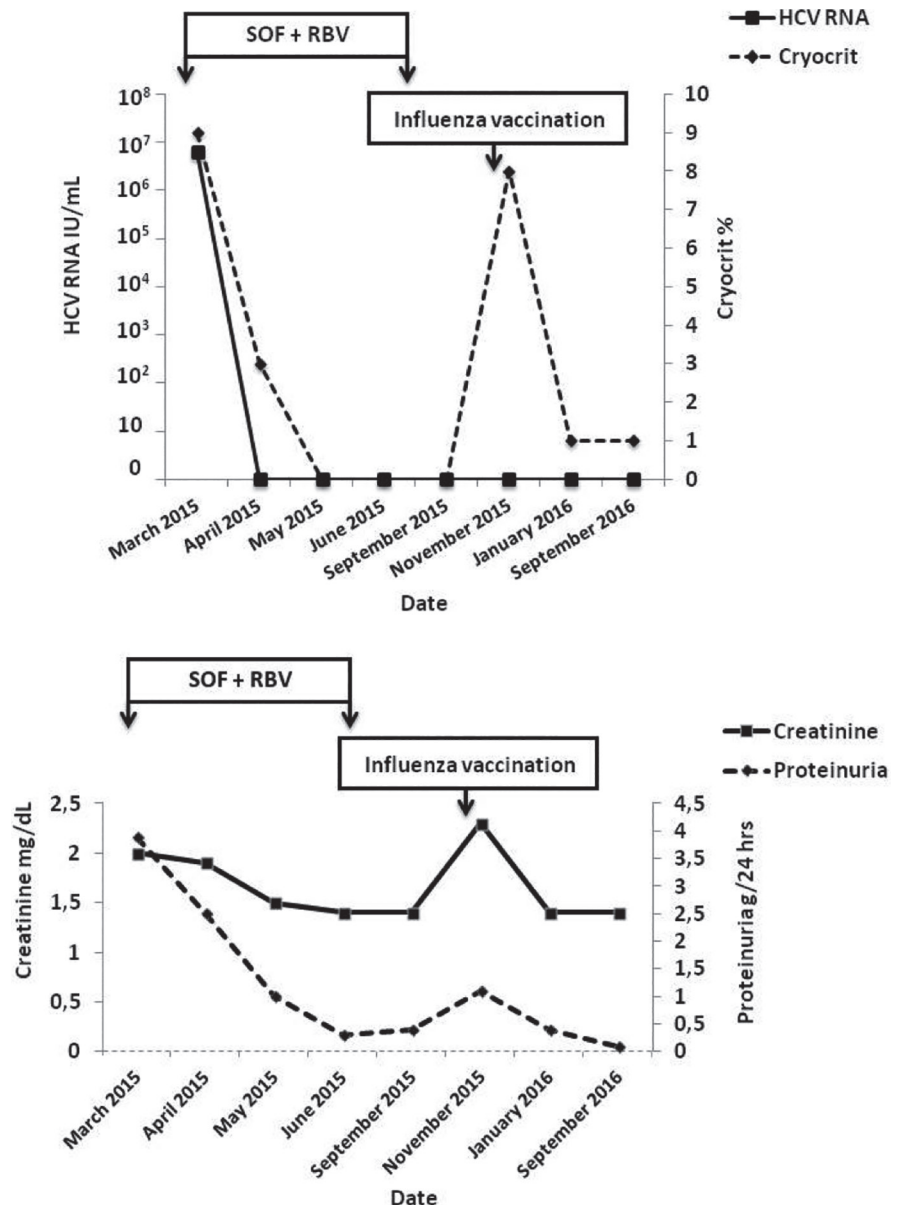 SOF + RBV
HCV RNA
Cryocrit
Influenza vaccination
HCV RNA IU/mL
10⁸
10⁷
10⁶
10⁵
10⁴
10³
10²
10
0
10
9
8
7
6
5
4
3
2
1
0
Cryocrit %
March 2015
April 2015
May 2015
June 2015
September 2015
November 2015
January 2016
September 2016
Date
SOF + RBV
Creatinine
Proteinuria
Influenza vaccination
Creatinine mg/dL
2,5
2
1,5
1
0,5
0
4,5
4
3,5
3
2,5
2
1,5
1
0,5
0
Proteinuria g/24 hrs
March 2015
April 2015
May 2015
June 2015
September 2015
November 2015
January 2016
September 2016
Date